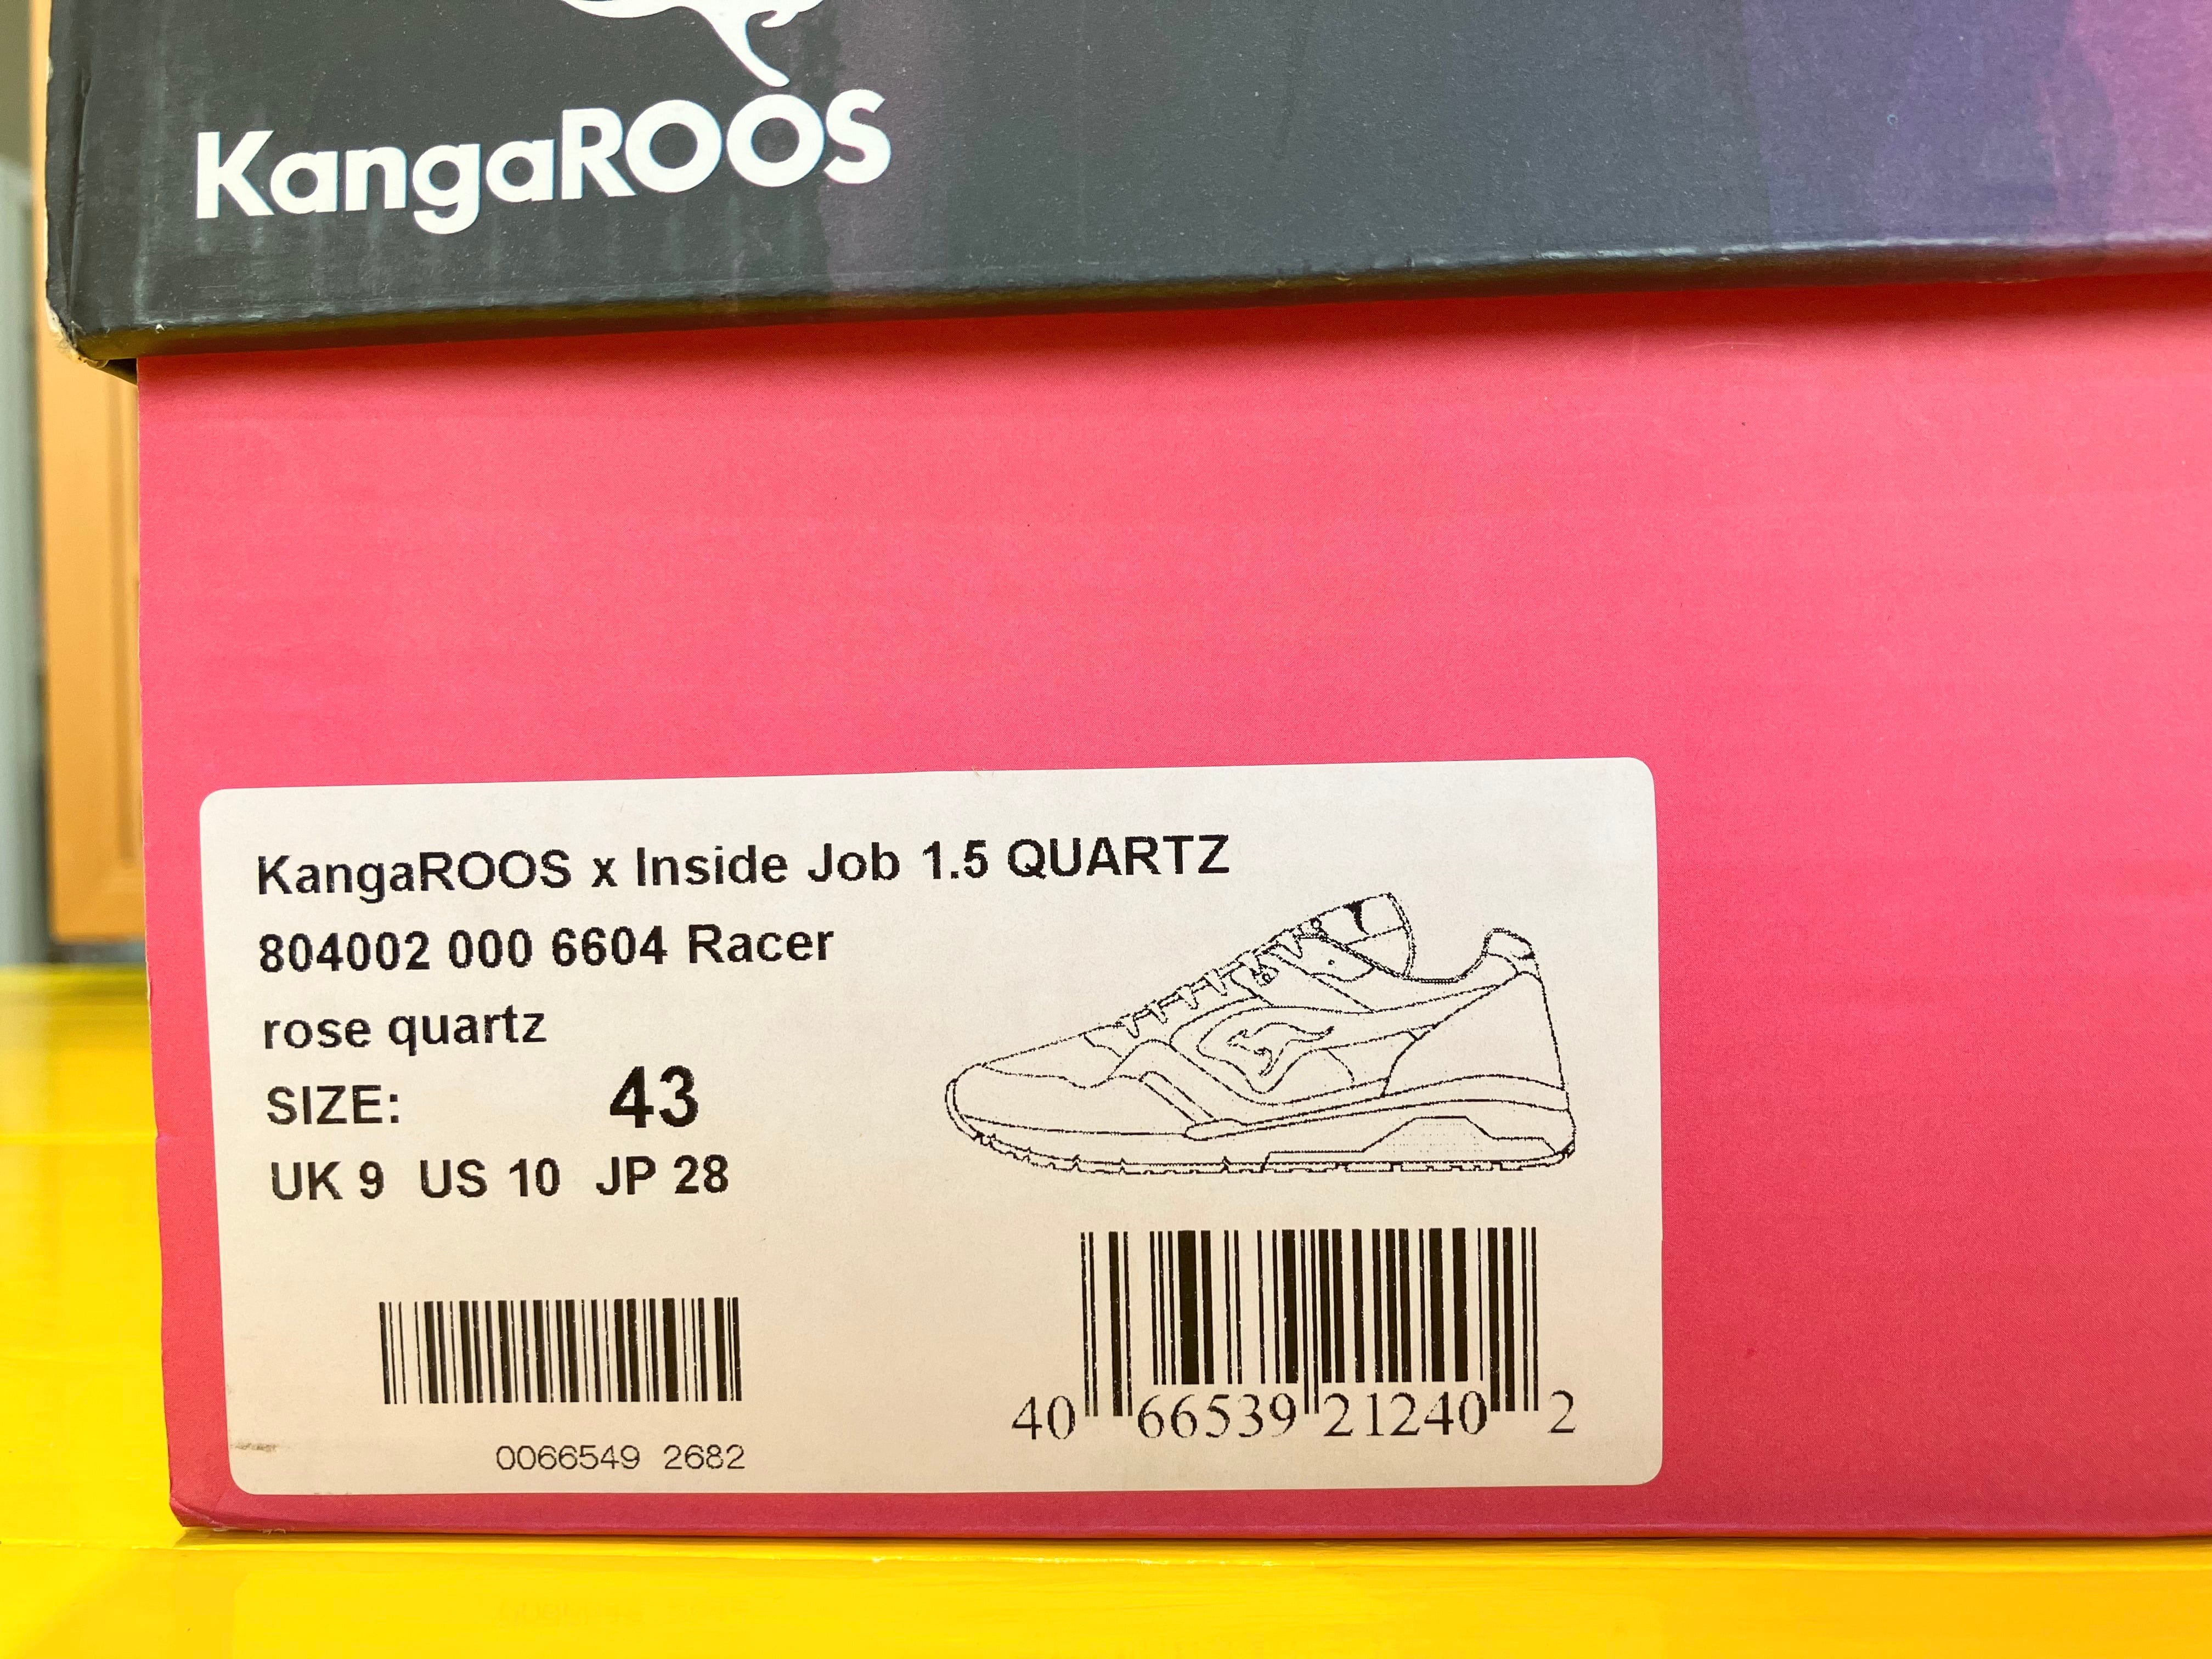 KangaROOS
KangaROOS x Inside Job 1.5 QUARTZ
804002 000 6604 Racer
rose quartz
SIZE: 43
UK 9 US 10 JP 28
40 66539 21240 2
0066549 2682